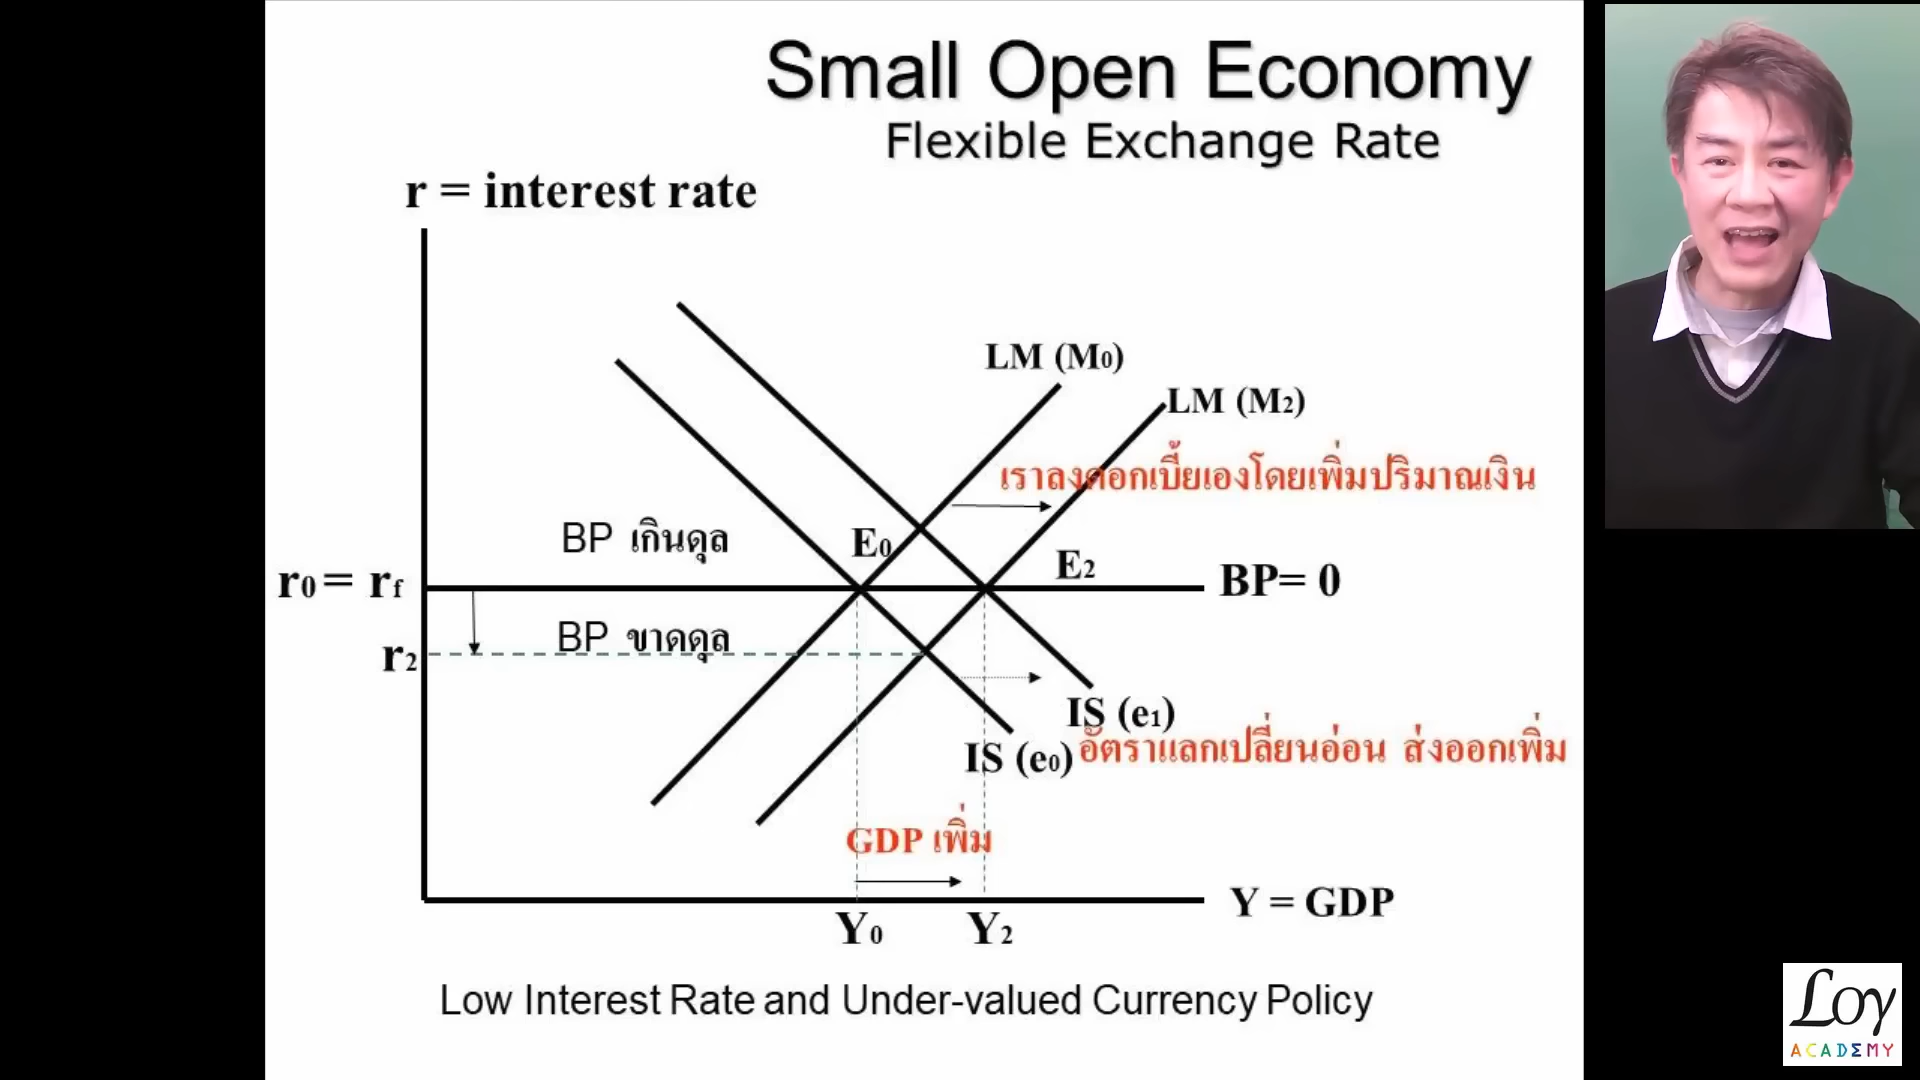 Small Open Economy
Flexible Exchange Rate
r = interest rate
LM (M0)
LM (M2)
เราลงดอกเบี้ยเองโดยเพิ่มปริมาณเงิน
BP เกินดุล
E0
E2
r0 = rf
BP= 0
BP ขาดดุล
r2
IS (e1)
IS (e0)
อัตราแลกเปลี่ยนอ่อน ส่งออกเพิ่ม
GDP เพิ่ม
Y = GDP
Y0
Y2
Low Interest Rate and Under-valued Currency Policy
Loy
ACADEMY